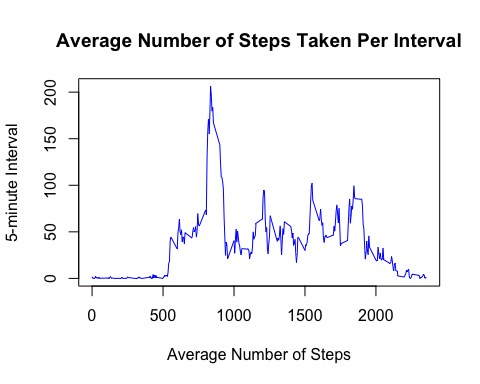 Average Number of Steps Taken Per Interval
5-minute Interval
200
150
100
50
0
0 500 1000 1500 2000
Average Number of Steps